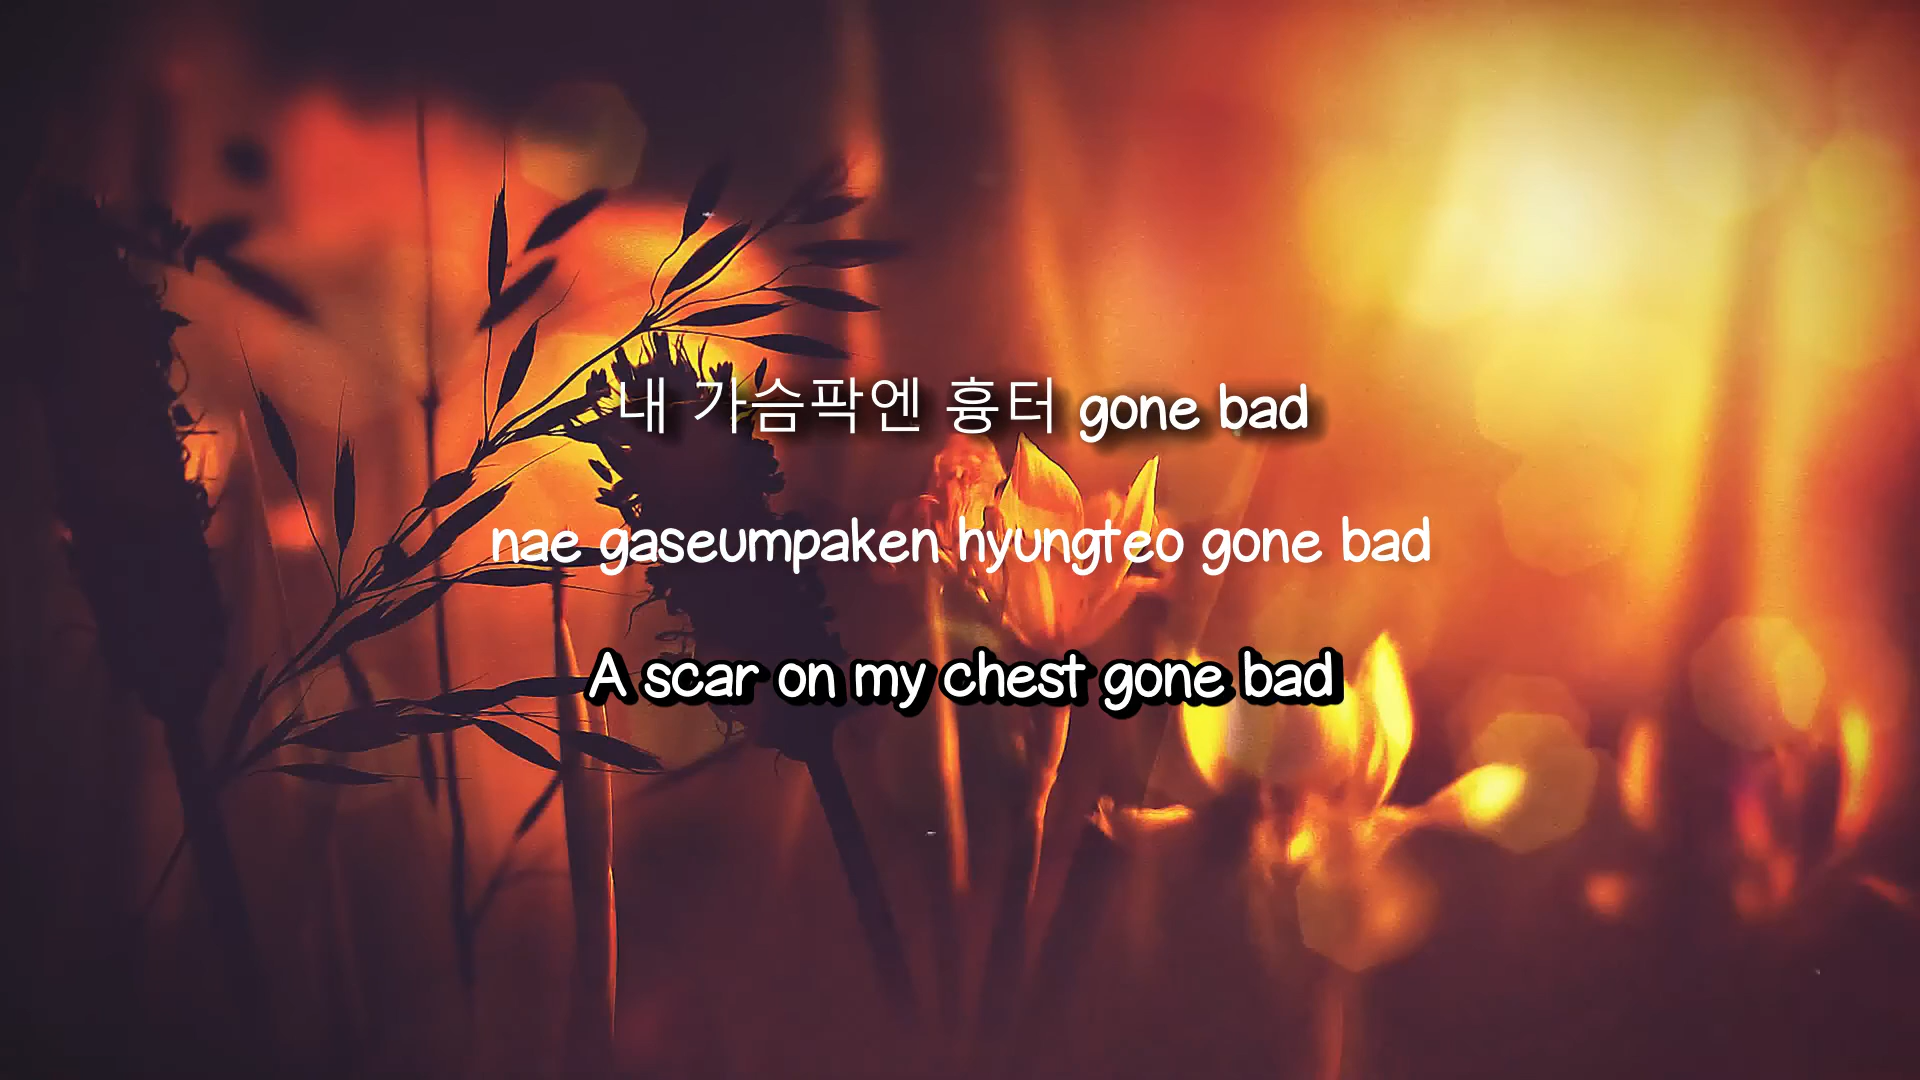 내 가슴팍엔 흉터 gone bad
nae gaseumpaken hyungteo gone bad
A scar on my chest gone bad